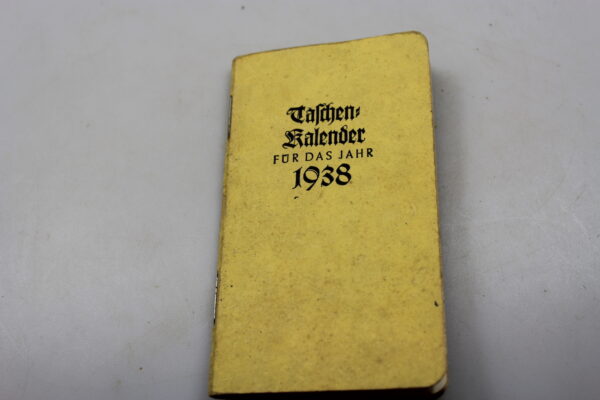 Taschen-
Kalender
FÜR DAS JAHR
1938